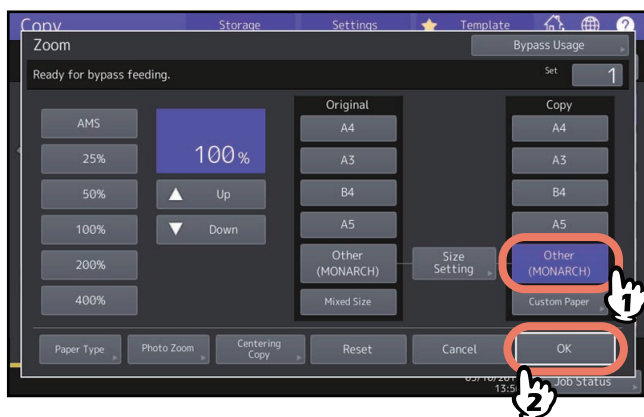 Copy Storage Settings Template ?
Zoom Bypass Usage
Ready for bypass feeding. Set 1
Original Copy
AMS 100 % A4 A4
25% A3 A3
50% Up B4 B4
100% Down A5 A5
200% Other (MONARCH) Size Setting Other (MONARCH)
400% Mixed Size Custom Paper
1
Paper Type Photo Zoom Centering Copy Reset Cancel OK
Job Status
13:5
2